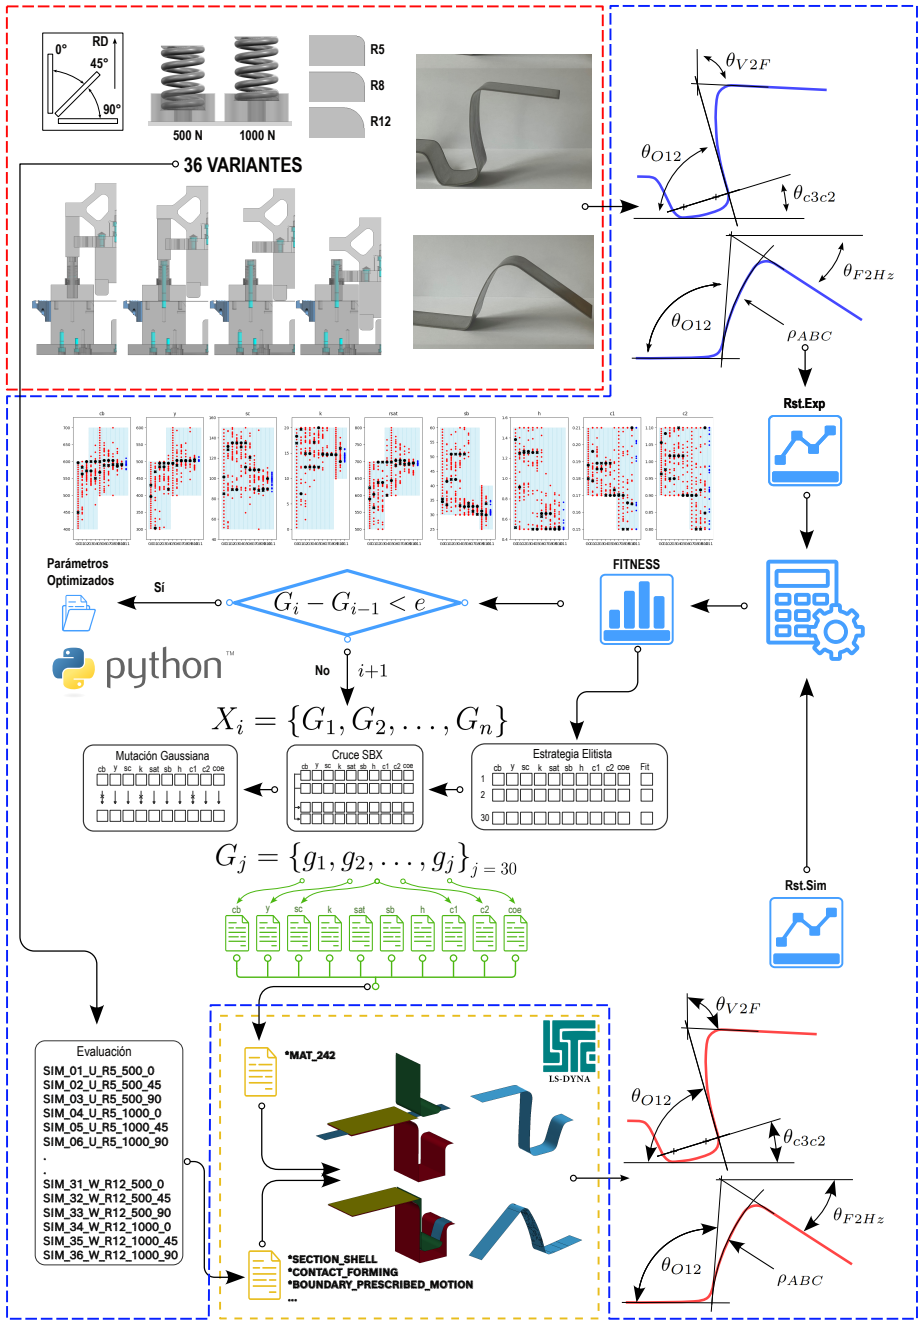 0°
RD
45°
90°
500 N
1000 N
R5
R8
R12
36 VARIANTES
θV2F
θO12
θc3c2
θF2Hz
θO12
ρABC
Rst.Exp
cb
y
sc
k
rsat
sb
h
c1
c2
Parámetros
Optimizados
Sí
Gi − Gi−1 < e
FITNESS
python™
No
i+1
Xi = {G1, G2, . . . , Gn}
Mutación Gaussiana
cb y sc k sat sb h c1 c2 coe
Cruce SBX
cb y sc k sat sb h c1 c2 coe
Estrategia Elitista
cb y sc k sat sb h c1 c2 coe Fit
1
2
30
Gj = {g1, g2, . . . , gj}j = 30
cb y sc k sat sb h c1 c2 coe
Rst.Sim
Evaluación
SIM_01_U_R5_500_0
SIM_02_U_R5_500_45
SIM_03_U_R5_500_90
SIM_04_U_R5_1000_0
SIM_05_U_R5_1000_45
SIM_06_U_R5_1000_90
.
.
SIM_31_W_R12_500_0
SIM_32_W_R12_500_45
SIM_33_W_R12_500_90
SIM_34_W_R12_1000_0
SIM_35_W_R12_1000_45
SIM_36_W_R12_1000_90
*MAT_242
LSTC
LS-DYNA
*SECTION_SHELL
*CONTACT_FORMING
*BOUNDARY_PRESCRIBED_MOTION
...
θV2F
θO12
θc3c2
θF2Hz
θO12
ρABC